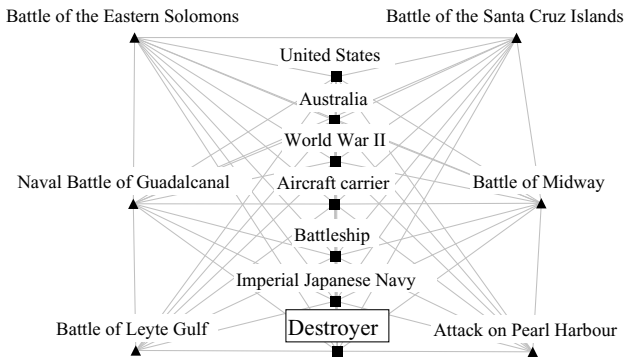 Battle of the Eastern Solomons
Battle of the Santa Cruz Islands
United States
Australia
World War II
Naval Battle of Guadalcanal
Aircraft carrier
Battle of Midway
Battleship
Imperial Japanese Navy
Battle of Leyte Gulf
Destroyer
Attack on Pearl Harbour